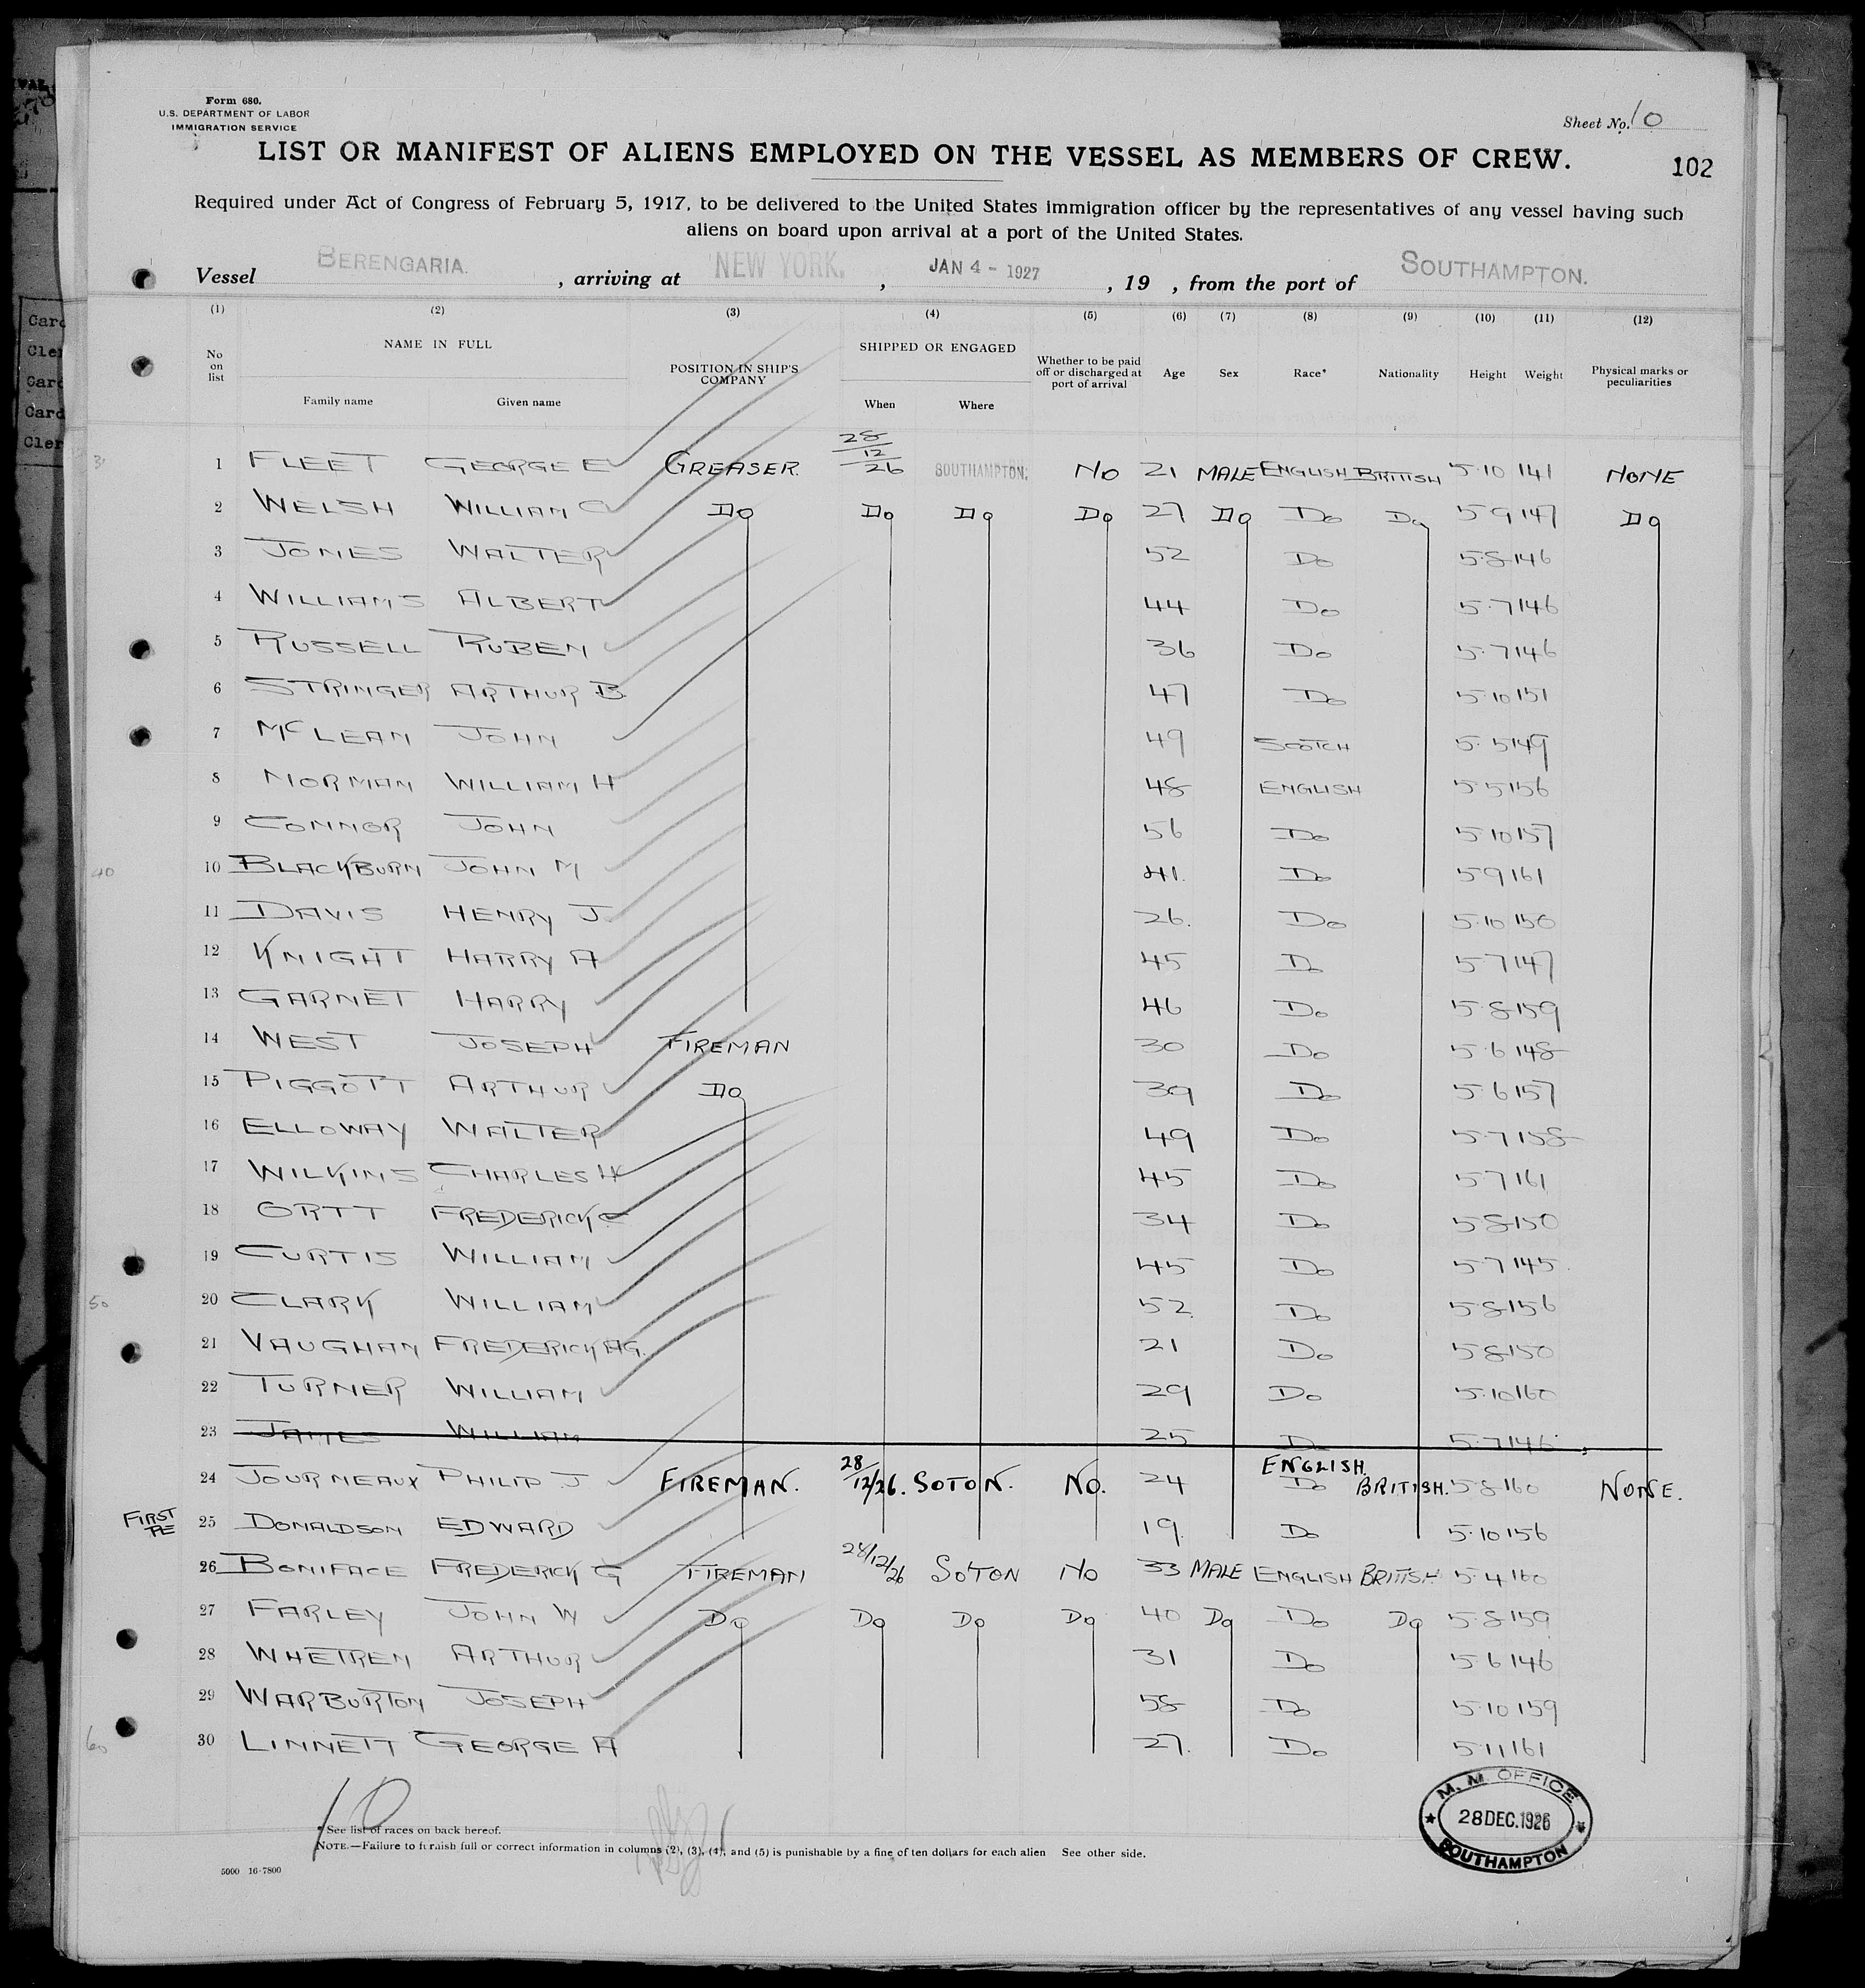 Form 680.
U.S. DEPARTMENT OF LABOR
IMMIGRATION SERVICE
Sheet No. 10
LIST OR MANIFEST OF ALIENS EMPLOYED ON THE VESSEL AS MEMBERS OF CREW.
102
Required under Act of Congress of February 5, 1917, to be delivered to the United States immigration officer by the representatives of any vessel having such
aliens on board upon arrival at a port of the United States.
Vessel BERENGARIA. , arriving at NEW YORK. , JAN 4 - 1927 , 19 , from the port of SOUTHAMPTON.
(1) (2) (3) (4) (5) (6) (7) (8) (9) (10) (11) (12)
No on list NAME IN FULL Family name Given name POSITION IN SHIP'S COMPANY SHIPPED OR ENGAGED When Where Whether to be paid off or discharged at port of arrival Age Sex Race* Nationality Height Weight Physical marks or peculiarities
1 FLEET GEORGE E GREASER 28/12/26 SOUTHAMPTON. NO 21 MALE ENGLISH BRITISH 5·10 141 NONE
2 WELSH WILLIAM C DO DO DO DO 27 DO DO DO 5 9 147 DO
3 JONES WALTER 52 DO 5·8 146
4 WILLIAMS ALBERT 44 DO 5·7 146
5 RUSSELL RUBEN 36 DO 5·7 146
6 STRINGER ARTHUR B 47 DO 5·10 151
7 McLEAN JOHN 49 SCOTCH 5·5 149
8 NORMAN WILLIAM H 48 ENGLISH 5·5 156
9 CONNOR JOHN 56 DO 5·10 157
40 10 BLACKBURN JOHN M 41. DO 5 9 161
11 DAVIS HENRY J. 26. DO 5·10 150
12 KNIGHT HARRY A 45 DO 5·7 147
13 GARNET HARRY 46 DO 5·8 159
14 WEST JOSEPH FIREMAN 30 DO 5·6 148
15 PIGGOTT ARTHUR DO 39 DO 5·6 157
16 ELLOWAY WALTER 49 DO 5·7 158
17 WILKINS CHARLES H 45 DO 5·7 161
18 ORTT FREDERICK C 34 DO 5·8 150
19 CURTIS WILLIAM 45 DO 5·7 145
50 20 CLARK WILLIAM 52 DO 5·8 156
21 VAUGHAN FREDERICK AG. 21 DO 5·8 150
22 TURNER WILLIAM 29 DO 5·10 160
23 JAMES WILLIAM 25 DO 5·7 146
24 JOURNEAUX PHILIP J FIREMAN. 28/12/26. SOTON. NO. 24 ENGLISH. DO BRITISH. 5·8 160 NONE.
FIRST 25 DONALDSON EDWARD 19. DO 5·10 156
26 BONIFACE FREDERICK G FIREMAN 28/12/26 SOTON NO 33 MALE ENGLISH BRITISH 5·4 160
27 FARLEY JOHN W DO DO DO DO 40 DO DO DO 5·8 159
28 WHETREN ARTHUR 31 DO 5·6 146
29 WARBURTON JOSEPH 58 DO 5·10 159
60 30 LINNETT GEORGE A 27. DO 5·11 161
10
* See list of races on back hereof.
NOTE.—Failure to furnish full or correct information in columns (2), (3), (4), and (5) is punishable by a fine of ten dollars for each alien See other side.
5000 16-7800
M. M. OFFICE
28 DEC. 1926
SOUTHAMPTON